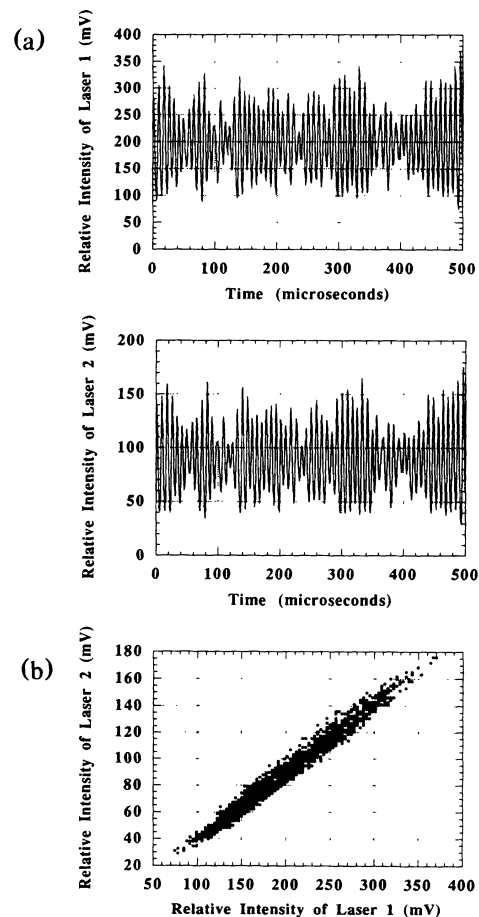 (a)
Relative Intensity of Laser 1 (mV)
400
350
300
250
200
150
100
50
0
0 100 200 300 400 500
Time (microseconds)
Relative Intensity of Laser 2 (mV)
200
150
100
50
0
0 100 200 300 400 500
Time (microseconds)
(b)
Relative Intensity of Laser 2 (mV)
180
160
140
120
100
80
60
40
20
50 100 150 200 250 300 350 400
Relative Intensity of Laser 1 (mV)